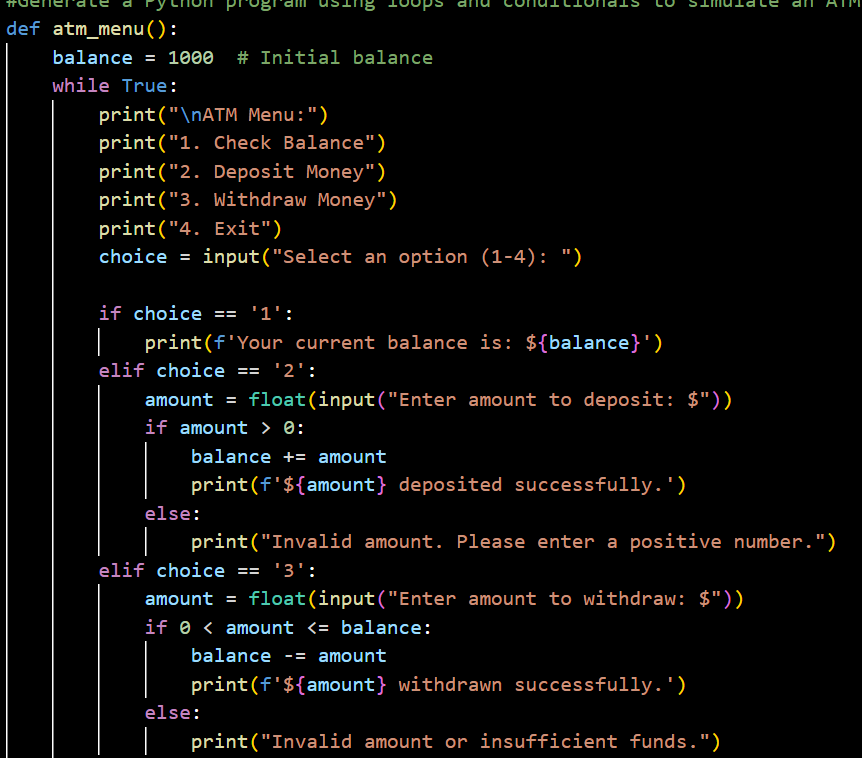 #Generate a Python program using loops and conditionals to simulate an ATM
def atm_menu():
    balance = 1000  # Initial balance
    while True:
        print("\nATM Menu:")
        print("1. Check Balance")
        print("2. Deposit Money")
        print("3. Withdraw Money")
        print("4. Exit")
        choice = input("Select an option (1-4): ")

        if choice == '1':
            print(f'Your current balance is: ${balance}')
        elif choice == '2':
            amount = float(input("Enter amount to deposit: $"))
            if amount > 0:
                balance += amount
                print(f'${amount} deposited successfully.')
            else:
                print("Invalid amount. Please enter a positive number.")
        elif choice == '3':
            amount = float(input("Enter amount to withdraw: $"))
            if 0 < amount <= balance:
                balance -= amount
                print(f'${amount} withdrawn successfully.')
            else:
                print("Invalid amount or insufficient funds.")